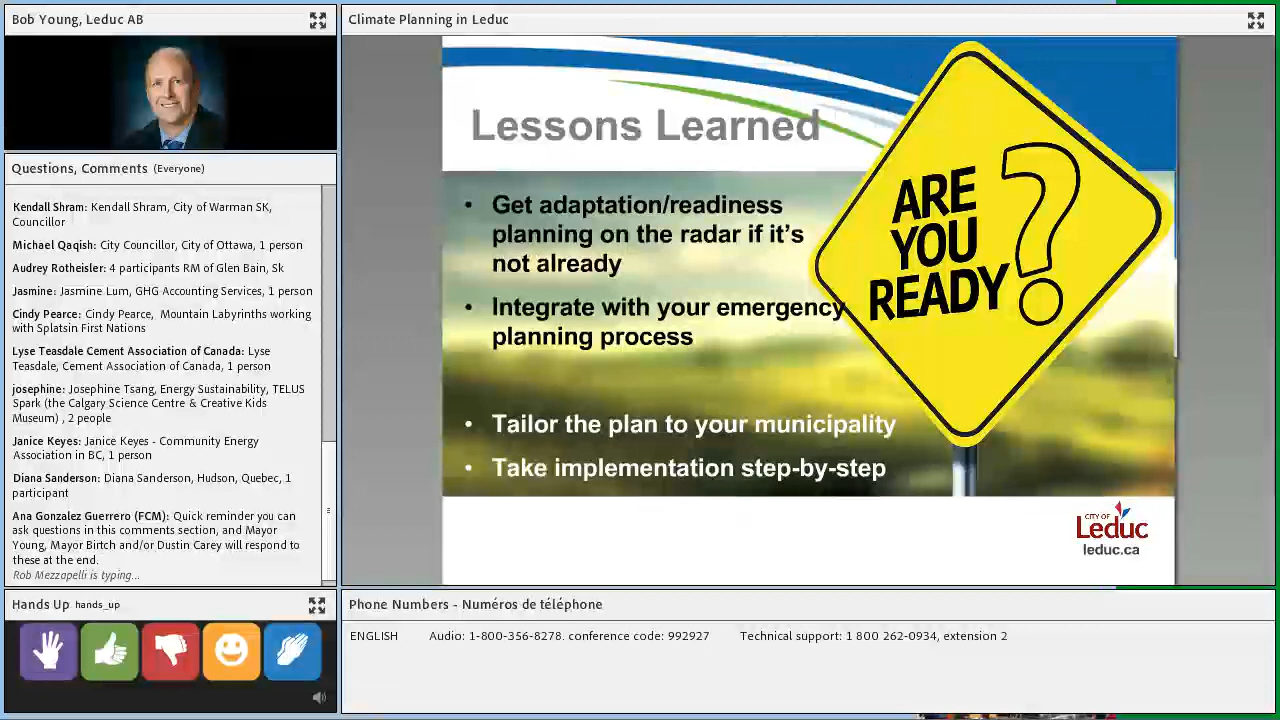 Bob Young, Leduc AB
Questions, Comments (Everyone)
Kendall Shram: Kendall Shram, City of Warman SK,
Councillor
Michael Qaqish: City Councillor, City of Ottawa, 1 person
Audrey Rotheisler: 4 participants RM of Glen Bain, Sk
Jasmine: Jasmine Lum, GHG Accounting Services, 1 person
Cindy Pearce: Cindy Pearce, Mountain Labyrinths working
with Splatsin First Nations
Lyse Teasdale Cement Association of Canada: Lyse
Teasdale, Cement Association of Canada, 1 person
josephine: Josephine Tsang, Energy Sustainability, TELUS
Spark (the Calgary Science Centre & Creative Kids
Museum) , 2 people
Janice Keyes: Janice Keyes - Community Energy
Association in BC, 1 person
Diana Sanderson: Diana Sanderson, Hudson, Quebec, 1
participant
Ana Gonzalez Guerrero (FCM): Quick reminder you can
ask questions in this comments section, and Mayor
Young, Mayor Birtch and/or Dustin Carey will respond to
these at the end.
Rob Mezzapelli is typing...
Hands Up hands_up
Climate Planning in Leduc
Lessons Learned
• Get adaptation/readiness
planning on the radar if it's
not already
• Integrate with your emergency
planning process
• Tailor the plan to your municipality
• Take implementation step-by-step
ARE
YOU
READY?
CITY OF
Leduc
leduc.ca
Phone Numbers - Numéros de téléphone
ENGLISH Audio: 1-800-356-8278. conference code: 992927 Technical support: 1 800 262-0934, extension 2